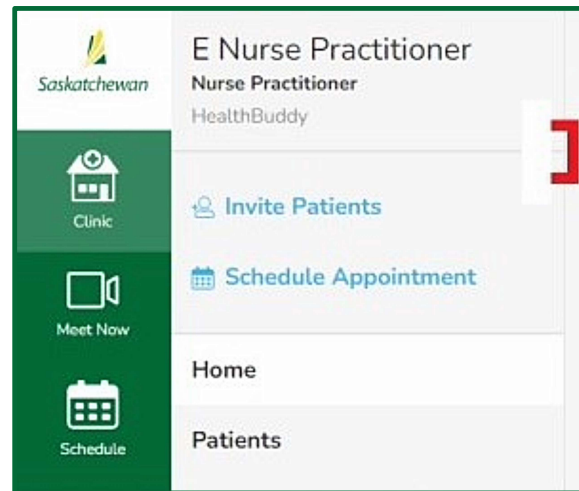 Saskatchewan
Clinic
Meet Now
Schedule
E Nurse Practitioner
Nurse Practitioner
HealthBuddy
Invite Patients
Schedule Appointment
Home
Patients